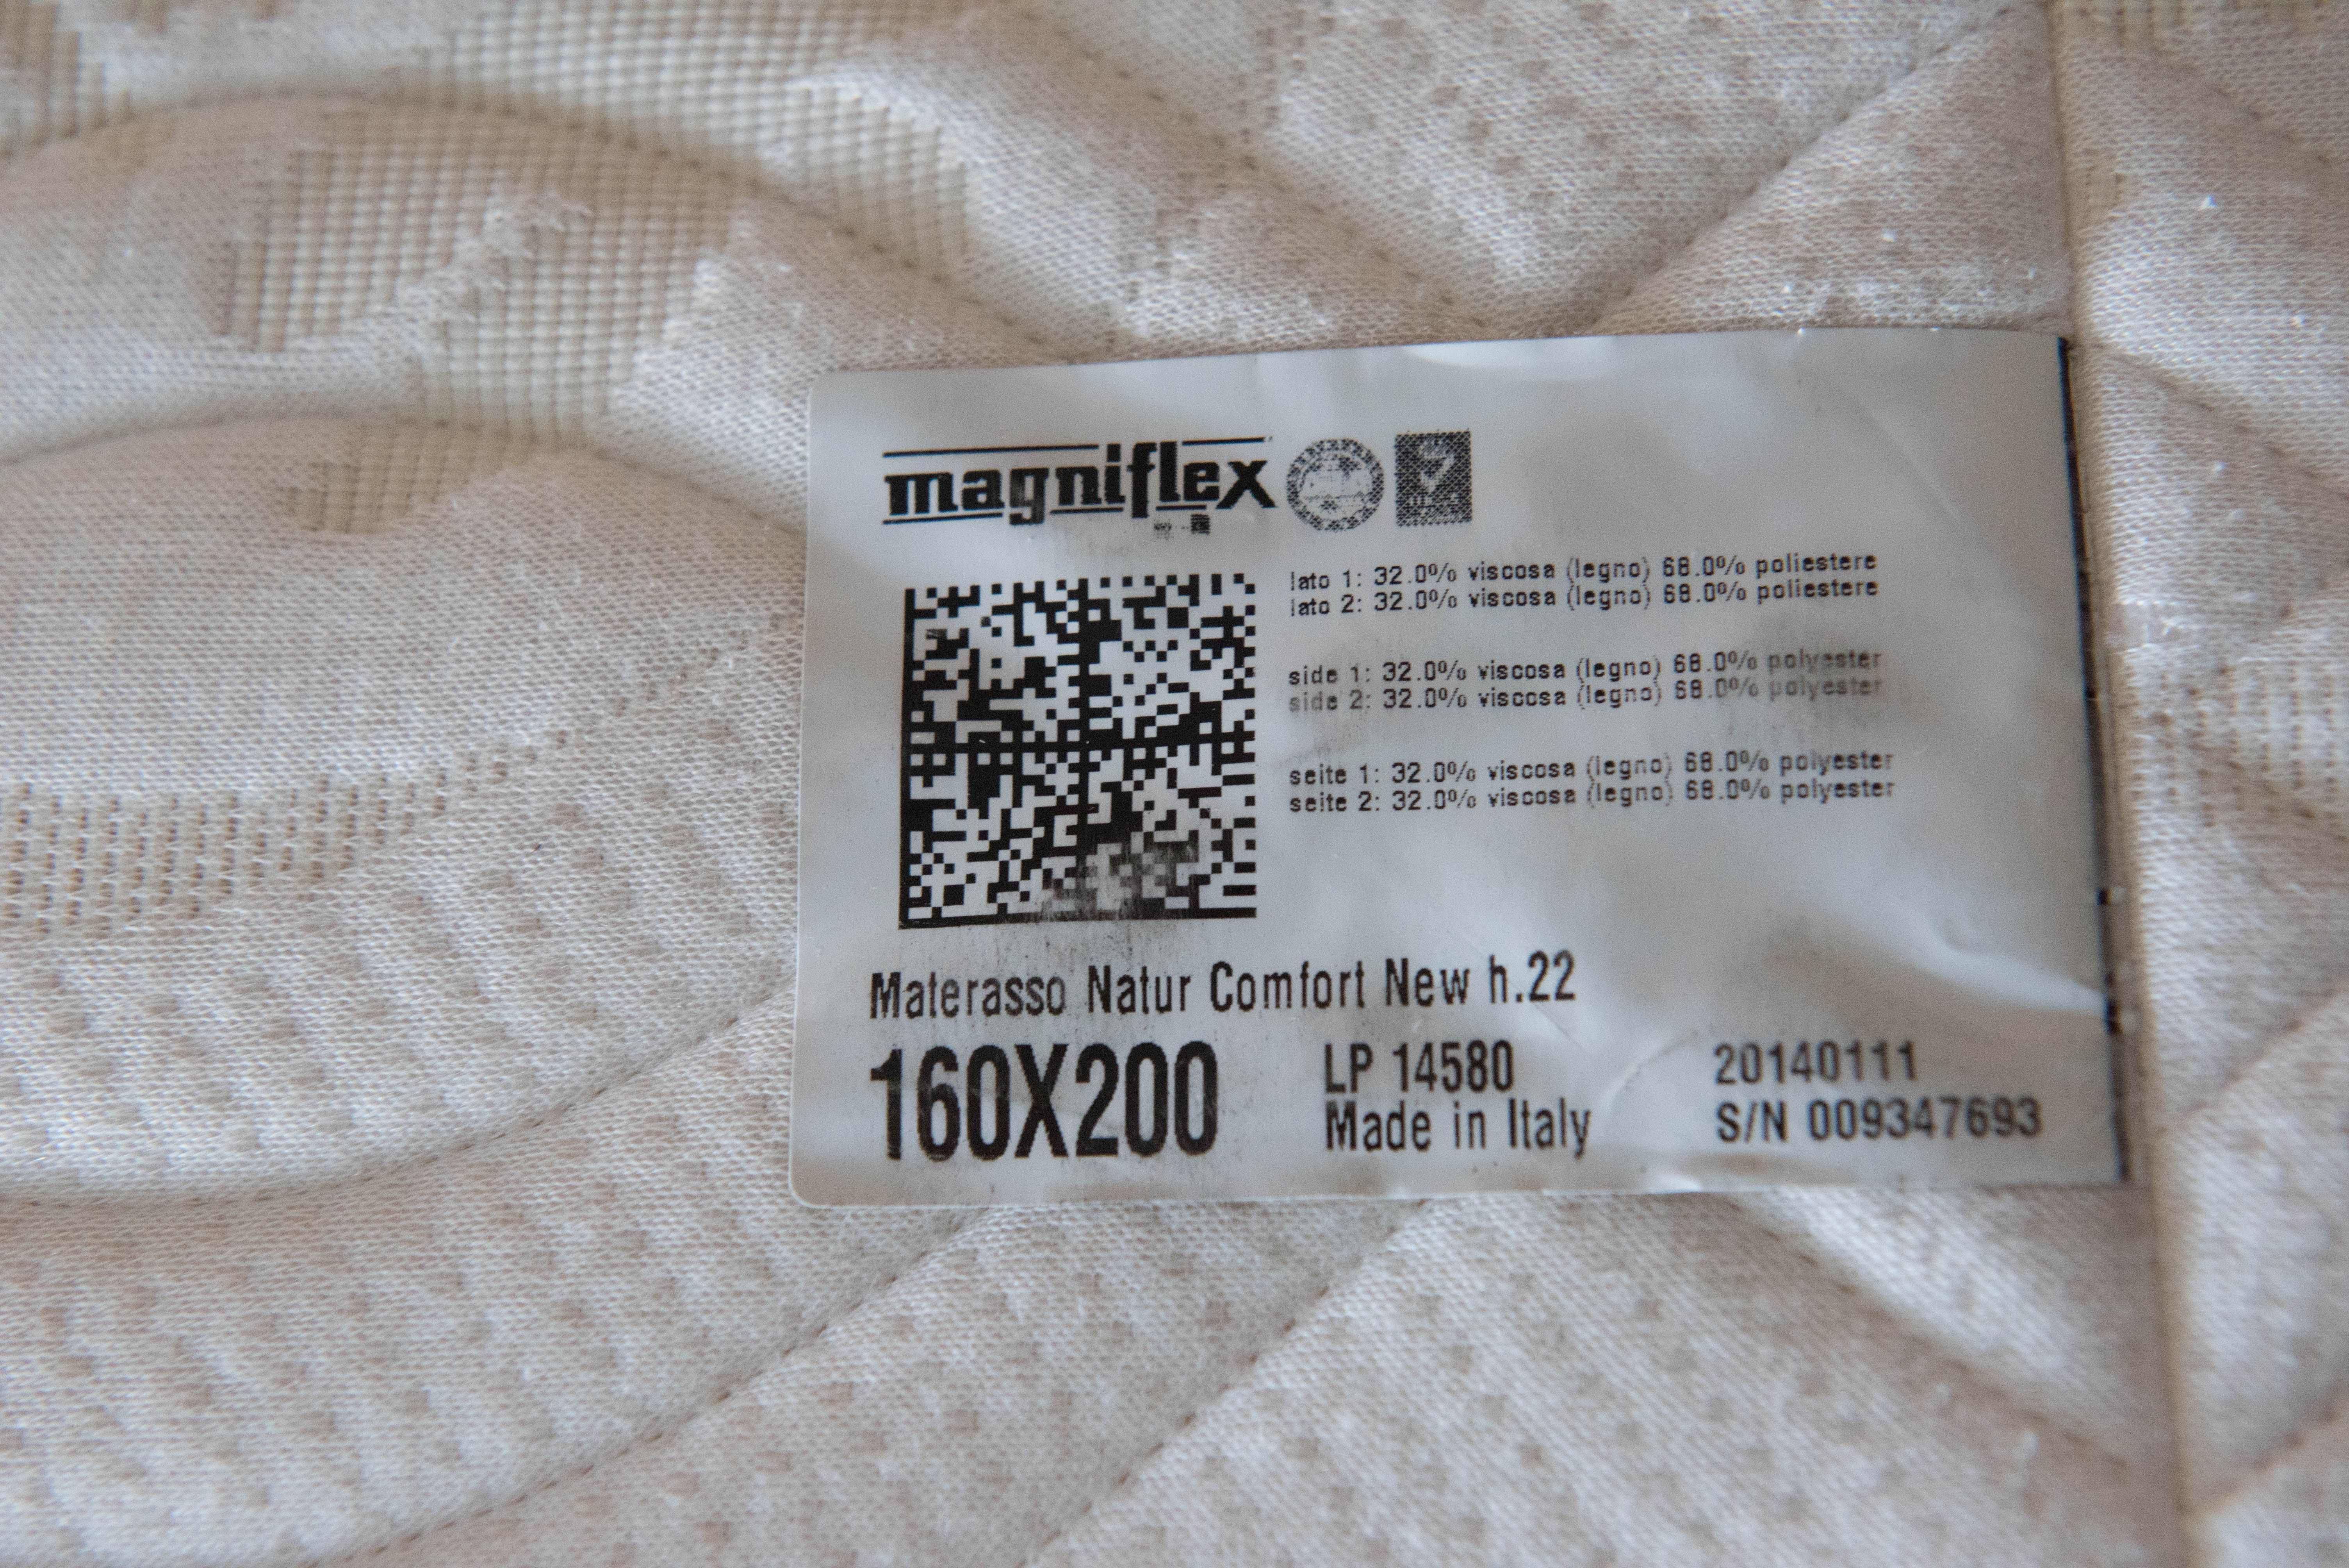 magniflex
lato 1: 32.0% viscosa (legno) 68.0% poliestere
lato 2: 32.0% viscosa (legno) 68.0% poliestere
side 1: 32.0% viscosa (legno) 68.0% polyester
side 2: 32.0% viscosa (legno) 68.0% polyester
seite 1: 32.0% viscosa (legno) 68.0% polyester
seite 2: 32.0% viscosa (legno) 68.0% polyester
Materasso Natur Comfort New h.22
160X200
LP 14580
Made in Italy
20140111
S/N 009347693